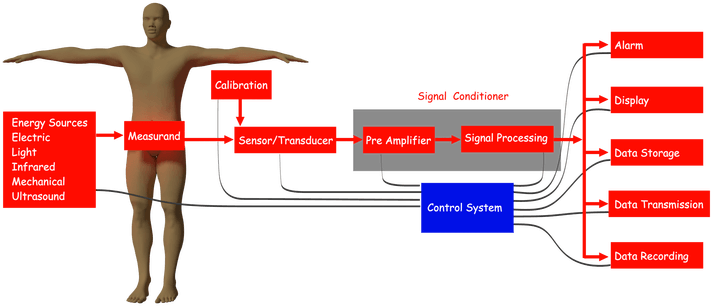 Signal Conditioner
Alarm
Calibration
Display
Energy Sources
Electric
Light
Infrared
Mechanical
Ultrasound
Measurand
Sensor/Transducer
Pre Amplifier
Signal Processing
Data Storage
Control System
Data Transmission
Data Recording